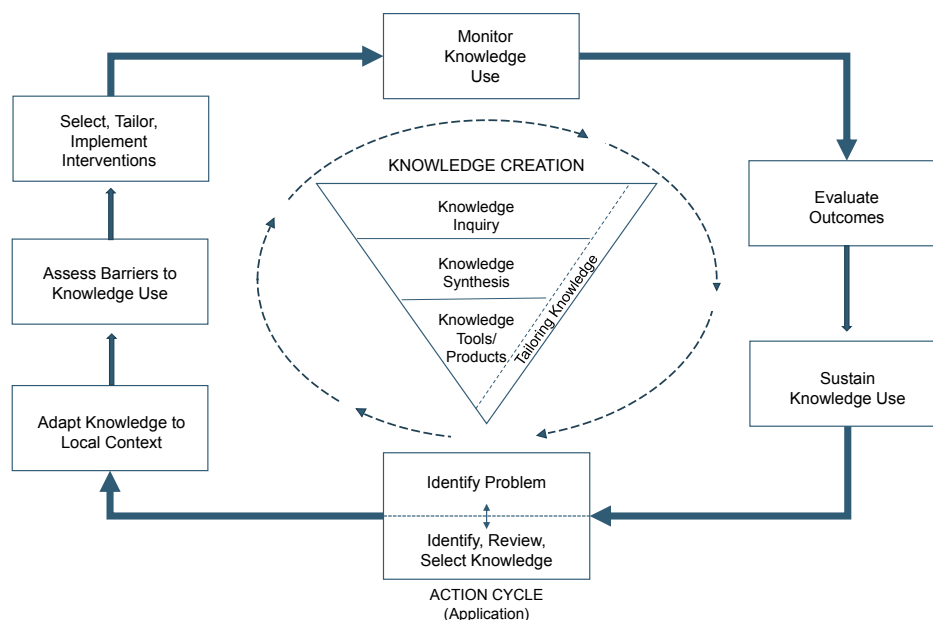 Monitor
Knowledge
Use
Select, Tailor,
Implement
Interventions
KNOWLEDGE CREATION
Evaluate
Outcomes
Knowledge
Inquiry
Assess Barriers to
Knowledge Use
Knowledge
Synthesis
Tailoring Knowledge
Knowledge
Tools/
Products
Sustain
Knowledge Use
Adapt Knowledge to
Local Context
Identify Problem
Identify, Review,
Select Knowledge
ACTION CYCLE
(Application)